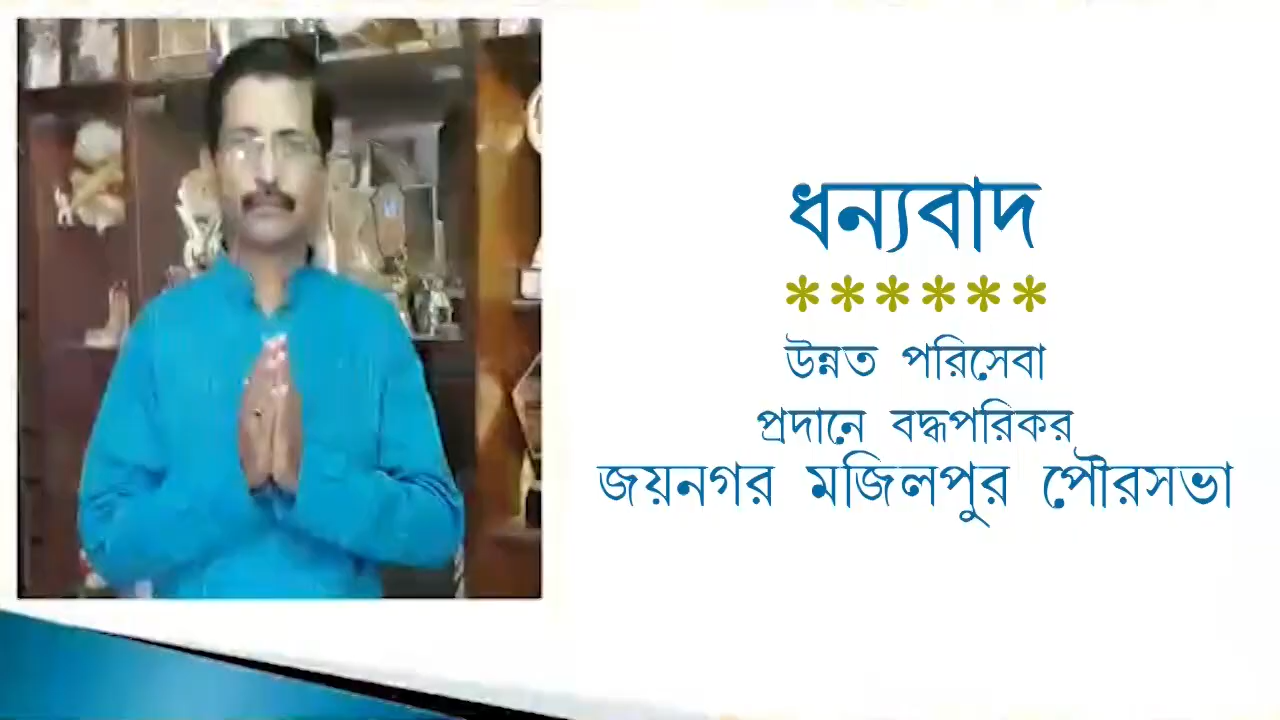 ধন্যবাদ
******
উন্নত পরিসেবা
প্রদানে বদ্ধপরিকর
জয়নগর মজিলপুর পৌরসভা